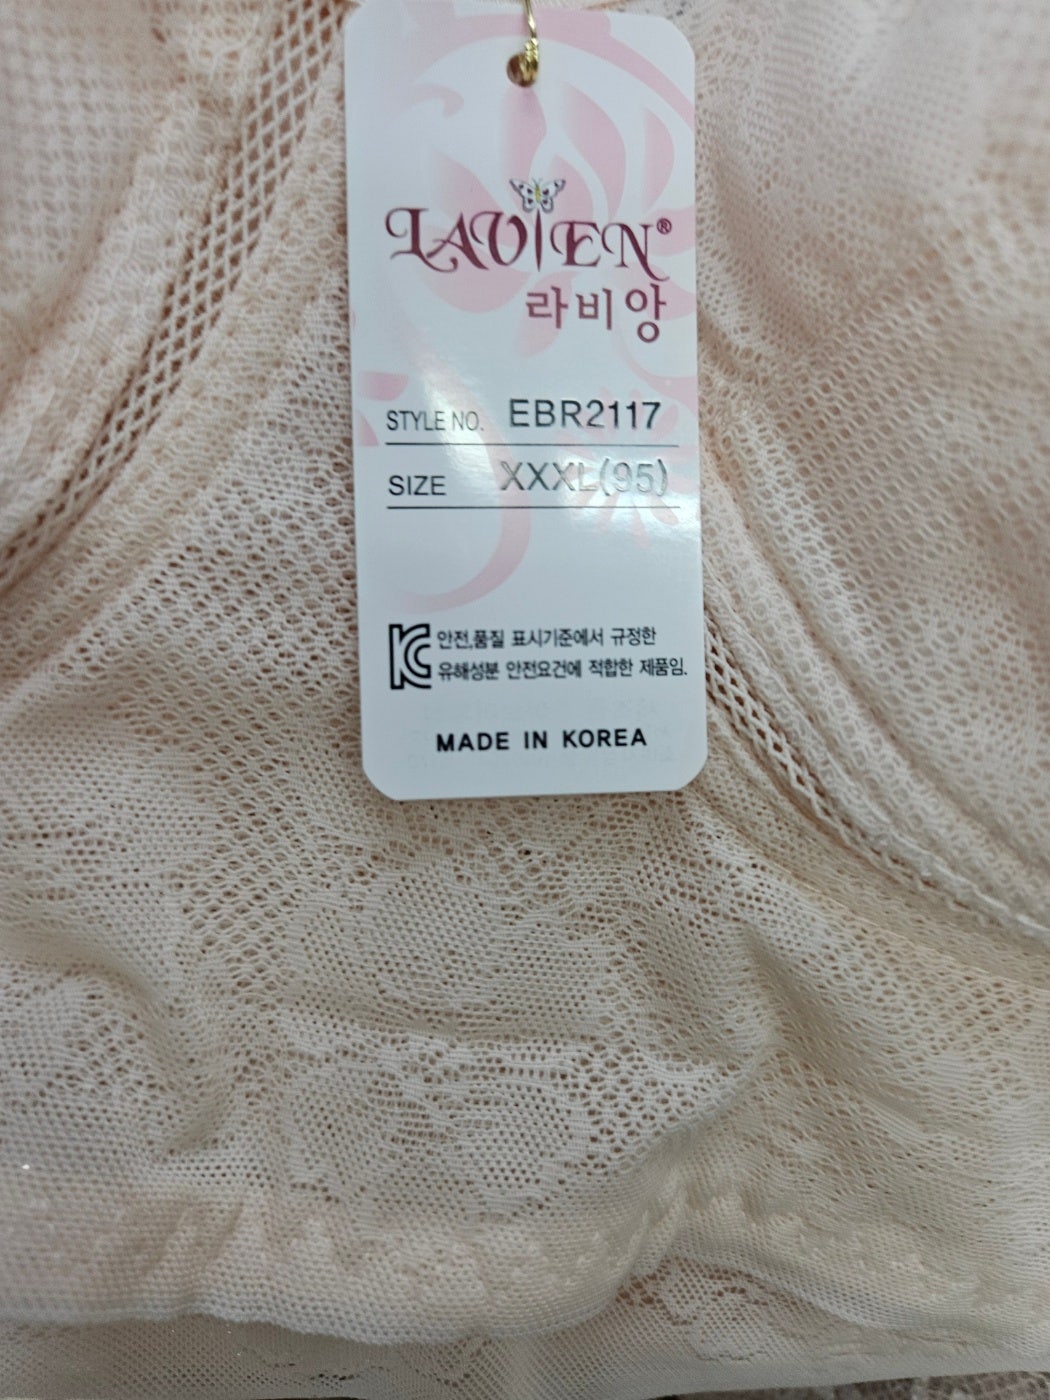 LAVIEN®
라비앙
STYLE NO. EBR2117
SIZE XXXL(95)
KC 안전,품질 표시기준에서 규정한
유해성분 안전요건에 적합한 제품임.
MADE IN KOREA